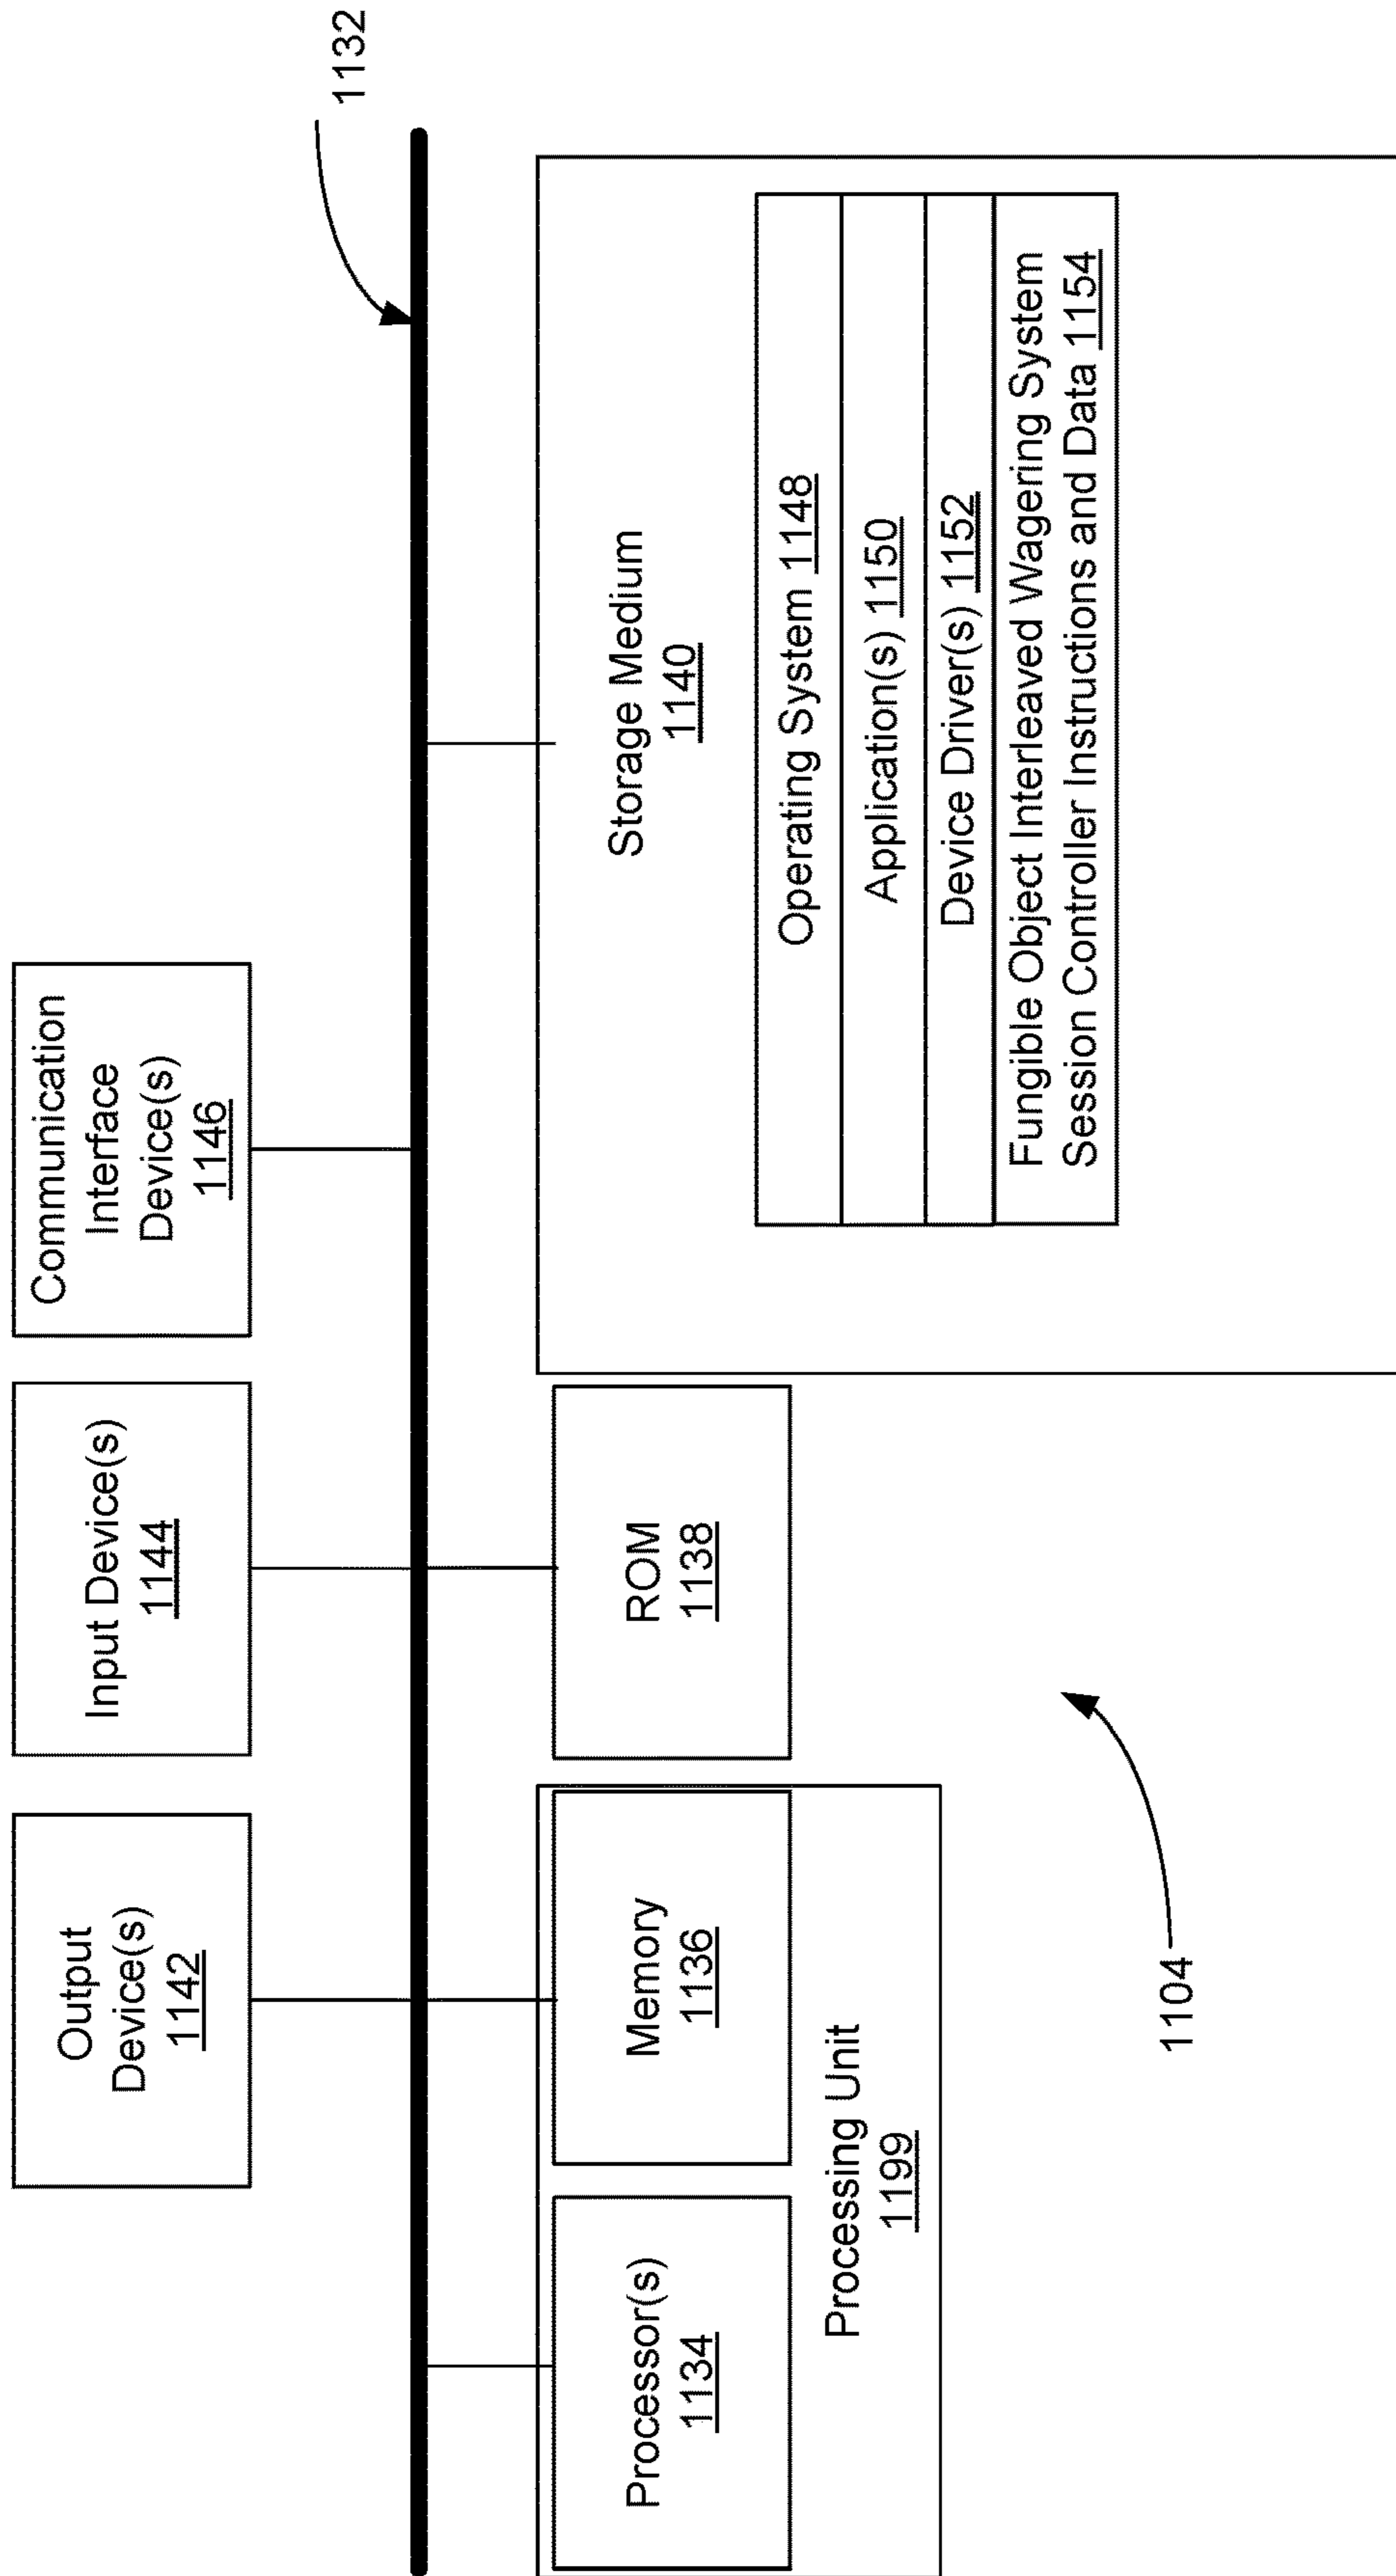 1132
Output
Device(s)
1142
Input Device(s)
1144
Communication
Interface
Device(s)
1146
Processor(s)
1134
Memory
1136
Processing Unit
1199
ROM
1138
Storage Medium
1140
Operating System 1148
Application(s) 1150
Device Driver(s) 1152
Fungible Object Interleaved Wagering System
Session Controller Instructions and Data 1154
1104